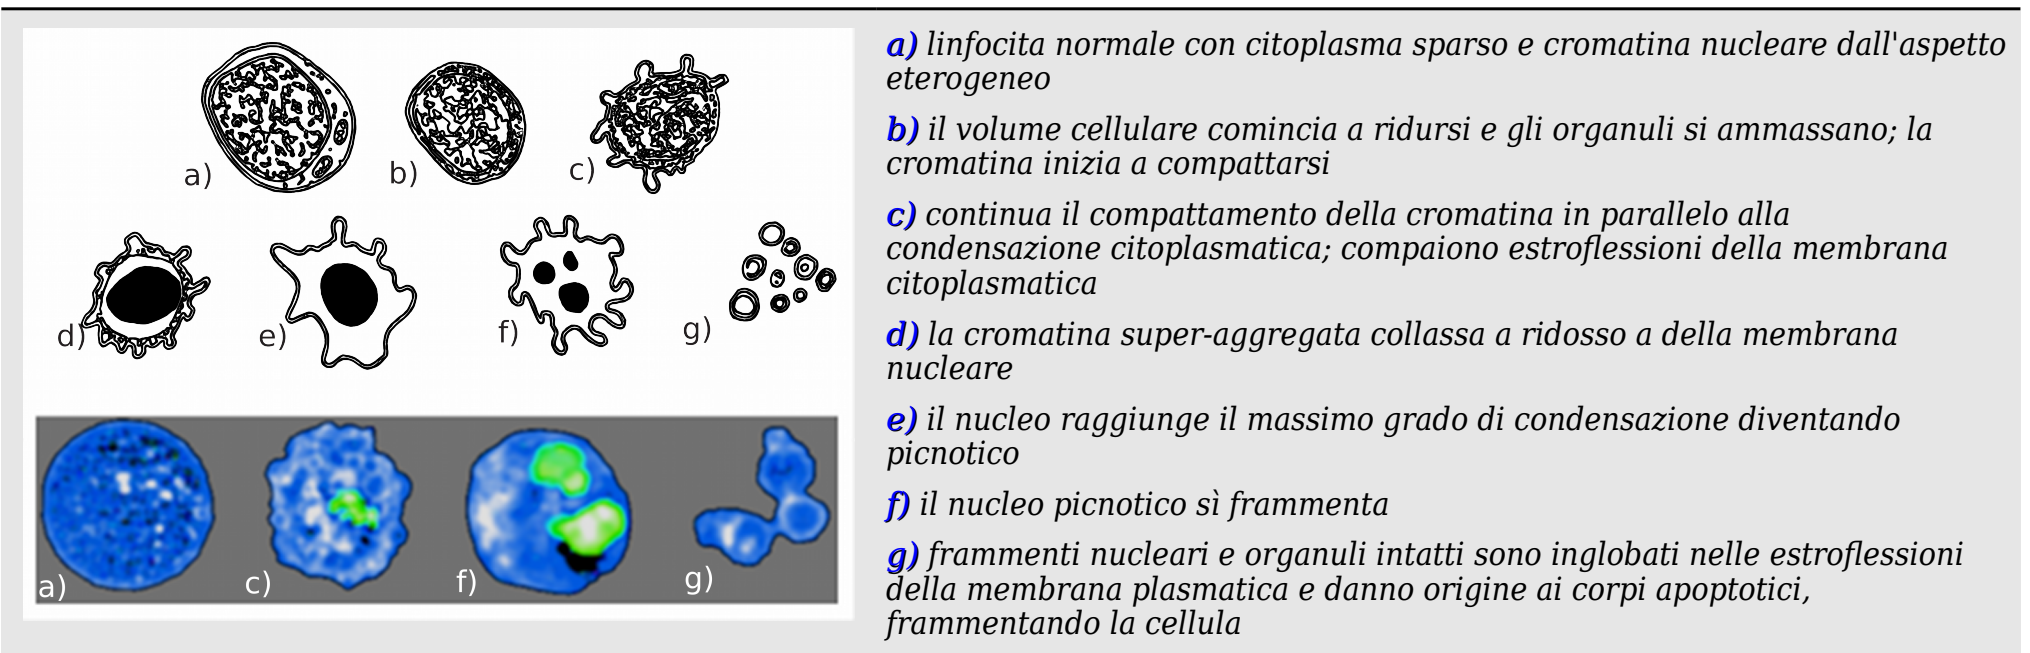 a)
b)
c)
d)
e)
f)
g)
a)
c)
f)
g)
a) linfocita normale con citoplasma sparso e cromatina nucleare dall'aspetto
eterogeneo
b) il volume cellulare comincia a ridursi e gli organuli si ammassano; la
cromatina inizia a compattarsi
c) continua il compattamento della cromatina in parallelo alla
condensazione citoplasmatica; compaiono estroflessioni della membrana
citoplasmatica
d) la cromatina super-aggregata collassa a ridosso a della membrana
nucleare
e) il nucleo raggiunge il massimo grado di condensazione diventando
picnotico
f) il nucleo picnotico sì frammenta
g) frammenti nucleari e organuli intatti sono inglobati nelle estroflessioni
della membrana plasmatica e danno origine ai corpi apoptotici,
frammentando la cellula